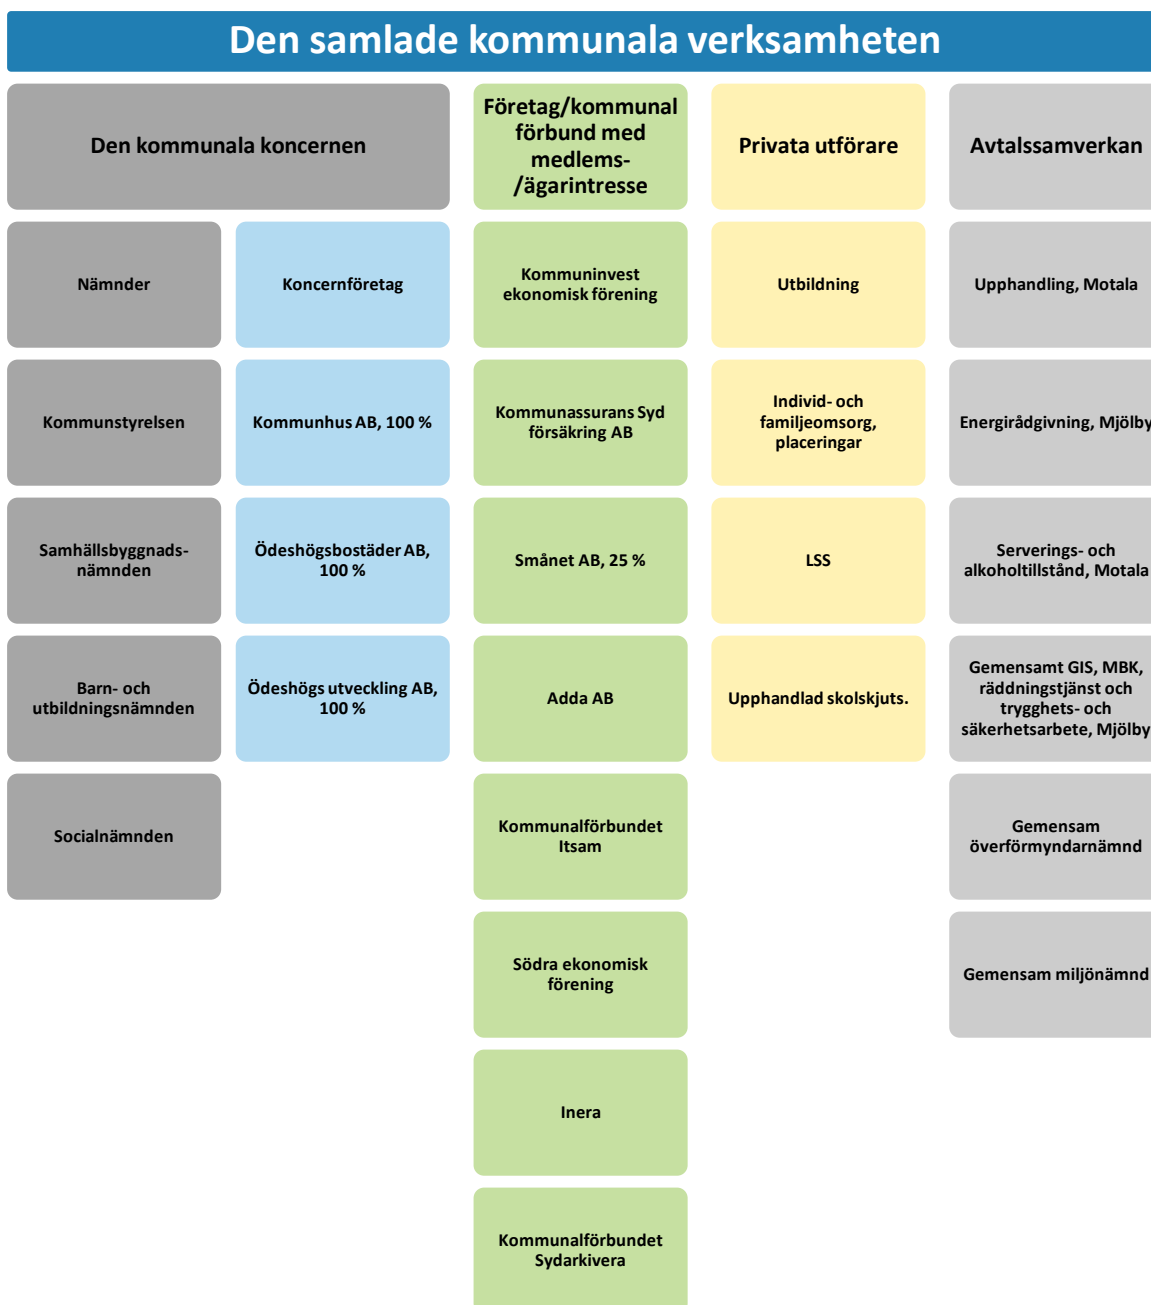 Den samlade kommunala verksamheten
Den kommunala koncernen
Företag/kommunal
förbund med
medlems-
/ägarintresse
Privata utförare
Avtalssamverkan
Nämnder
Koncernföretag
Kommuninvest
ekonomisk förening
Utbildning
Upphandling, Motala
Kommunstyrelsen
Kommunhus AB, 100 %
Kommunassurans Syd
försäkring AB
Individ- och
familjeomsorg,
placeringar
Energirådgivning, Mjölby
Samhällsbyggnads-
nämnden
Ödeshögsbostäder AB,
100 %
Smånet AB, 25 %
LSS
Serverings- och
alkoholtillstånd, Motala
Barn- och
utbildningsnämnden
Ödeshögs utveckling AB,
100 %
Adda AB
Upphandlad skolskjuts.
Gemensamt GIS, MBK,
räddningstjänst och
trygghets- och
säkerhetsarbete, Mjölby
Socialnämnden
Kommunalförbundet
Itsam
Gemensam
överförmyndarnämnd
Södra ekonomisk
förening
Gemensam miljönämnd
Inera
Kommunalförbundet
Sydarkivera